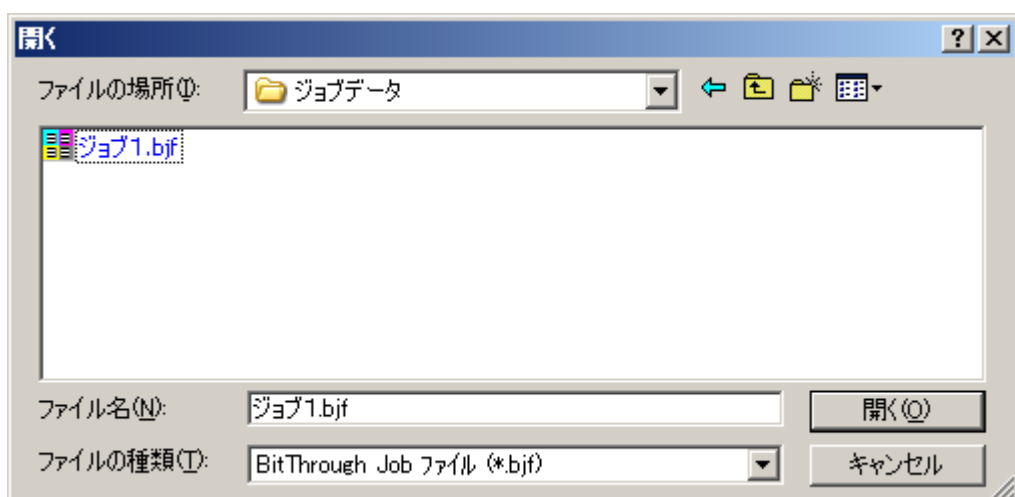 開く
ファイルの場所(I):
ジョブデータ
ジョブ1.bjf
ファイル名(N):
ジョブ1.bjf
開く(O)
ファイルの種類(T):
BitThrough Job ファイル (*.bjf)
キャンセル